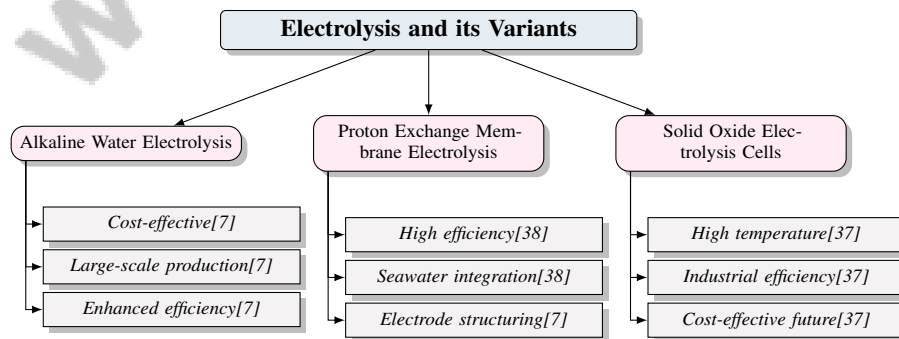 Electrolysis and its Variants
Alkaline Water Electrolysis
Cost-effective[7]
Large-scale production[7]
Enhanced efficiency[7]
Proton Exchange Mem-
brane Electrolysis
High efficiency[38]
Seawater integration[38]
Electrode structuring[7]
Solid Oxide Elec-
trolysis Cells
High temperature[37]
Industrial efficiency[37]
Cost-effective future[37]